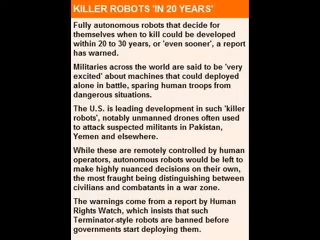 KILLER ROBOTS 'IN 20 YEARS'
Fully autonomous robots that decide for
themselves when to kill could be developed
within 20 to 30 years, or 'even sooner', a report
has warned.
Militaries across the world are said to be 'very
excited' about machines that could deployed
alone in battle, sparing human troops from
dangerous situations.
The U.S. is leading development in such 'killer
robots', notably unmanned drones often used
to attack suspected militants in Pakistan,
Yemen and elsewhere.
While these are remotely controlled by human
operators, autonomous robots would be left to
make highly nuanced decisions on their own,
the most fraught being distinguishing between
civilians and combatants in a war zone.
The warnings come from a report by Human
Rights Watch, which insists that such
Terminator-style robots are banned before
governments start deploying them.